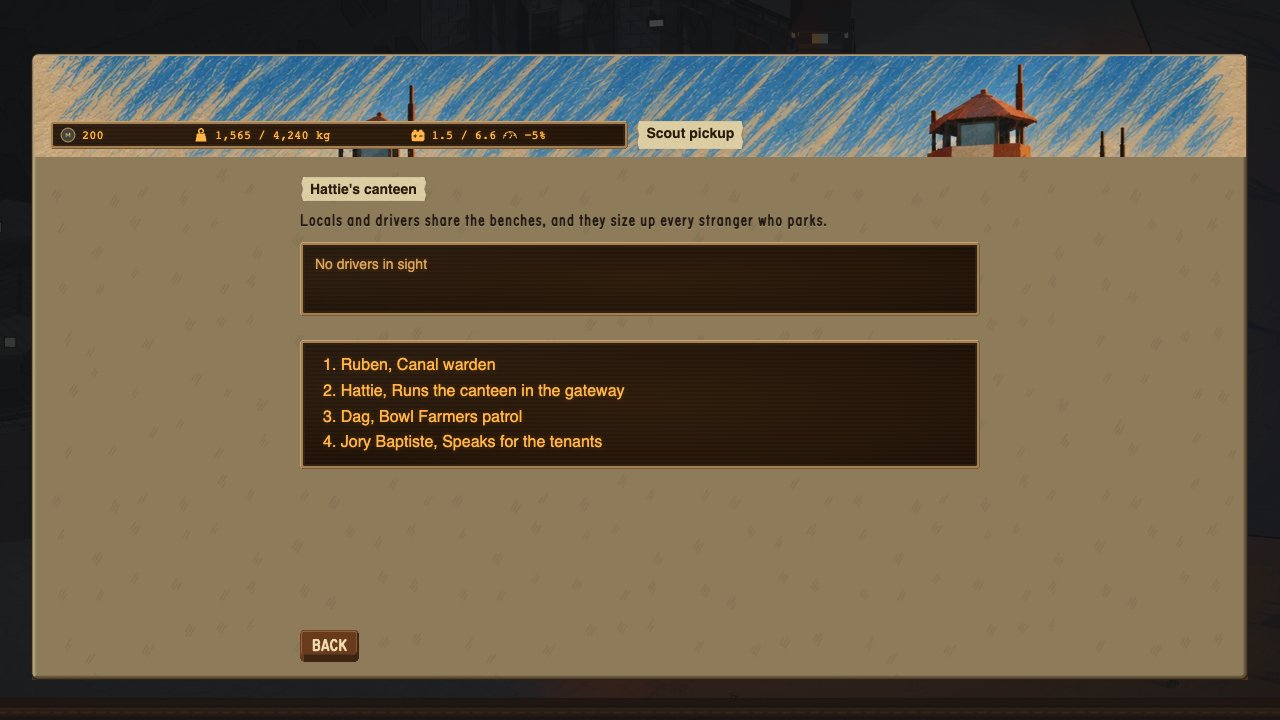 200
1,565 / 4,240 kg
1.5 / 6.6 -5%
Scout pickup
Hattie's canteen
Locals and drivers share the benches, and they size up every stranger who parks.
No drivers in sight
1. Ruben, Canal warden
2. Hattie, Runs the canteen in the gateway
3. Dag, Bowl Farmers patrol
4. Jory Baptiste, Speaks for the tenants
BACK